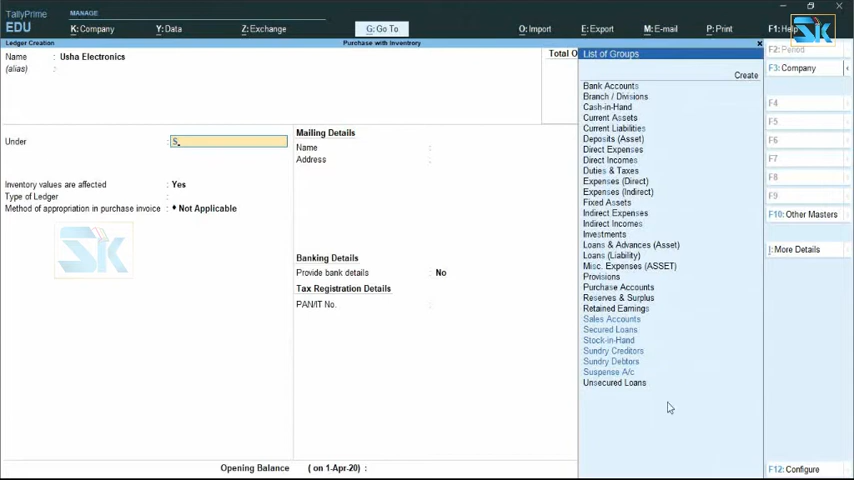 TallyPrime
EDU
MANAGE
K:Company
Y:Data
Z:Exchange
G: Go To
O: Import
E: Export
M: E-mail
P: Print
F1: Help
SK
Ledger Creation
Purchase with Inventory
Name : Usha Electronics
(alias) :
Total O
Under : S
Inventory values are affected : Yes
Type of Ledger :
Method of appropriation in purchase invoice : ♦ Not Applicable
SK
Mailing Details
Name :
Address :
Banking Details
Provide bank details : No
Tax Registration Details
PAN/IT No. :
Opening Balance ( on 1-Apr-20) :
List of Groups
Create
Bank Accounts
Branch / Divisions
Cash-in-Hand
Current Assets
Current Liabilities
Deposits (Asset)
Direct Expenses
Direct Incomes
Duties & Taxes
Expenses (Direct)
Expenses (Indirect)
Fixed Assets
Indirect Expenses
Indirect Incomes
Investments
Loans & Advances (Asset)
Loans (Liability)
Misc. Expenses (ASSET)
Provisions
Purchase Accounts
Reserves & Surplus
Retained Earnings
Sales Accounts
Secured Loans
Stock-in-Hand
Sundry Creditors
Sundry Debtors
Suspense A/c
Unsecured Loans
F2: Period
F3: Company
F4
F5
F6
F7
F8
F9
F10: Other Masters
I: More Details
F12: Configure